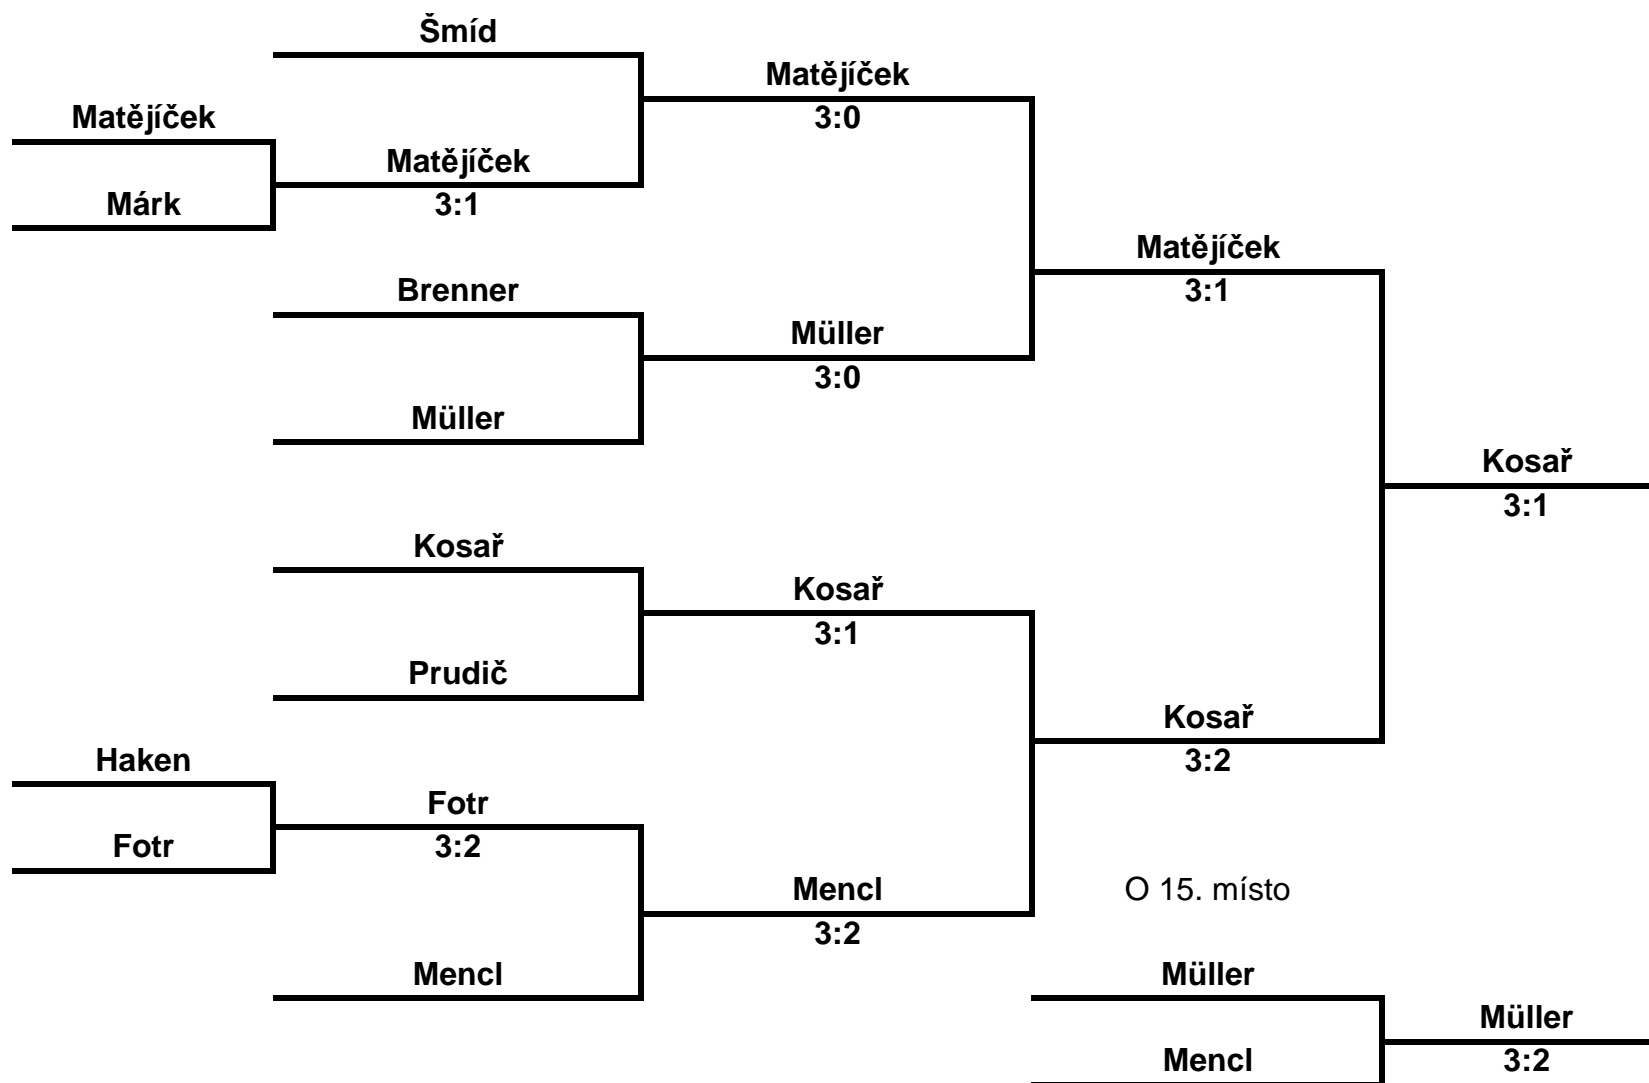 Šmíd
Matějíček
Matějíček
3:0
Matějíček
Márk
3:1
Matějíček
Brenner
3:1
Müller
3:0
Müller
Kosař
3:1
Kosař
Kosař
3:1
Prudič
Kosař
Haken
3:2
Fotr
Fotr
3:2
Mencl
O 15. místo
3:2
Mencl
Müller
Müller
Mencl
3:2